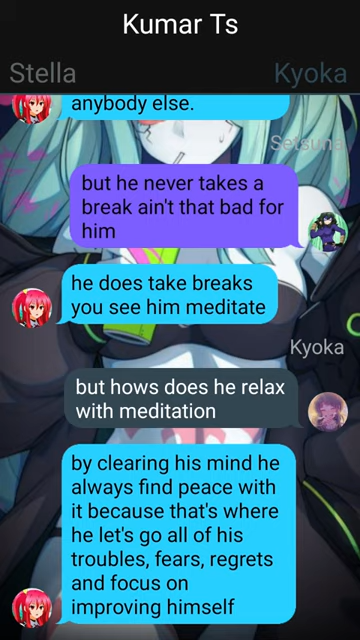 Kumar Ts
Stella
Kyoka
anybody else.
Setsuna
but he never takes a
break ain't that bad for
him
he does take breaks
you see him meditate
Kyoka
but hows does he relax
with meditation
by clearing his mind he
always find peace with
it because that's where
he let's go all of his
troubles, fears, regrets
and focus on
improving himself